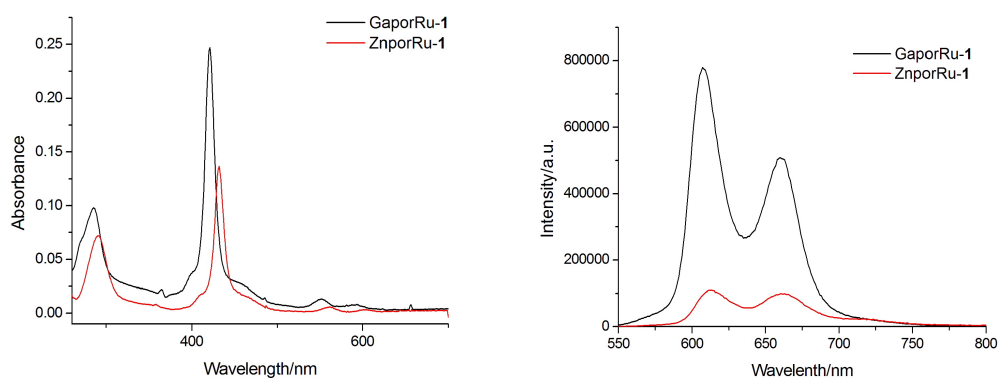 GaporRu-1
ZnporRu-1
0.25
0.20
0.15
0.10
0.05
0.00
Absorbance
400
600
Wavelength/nm
GaporRu-1
ZnporRu-1
800000
600000
400000
200000
0
Intensity/a.u.
550
600
650
700
750
800
Wavelenth/nm